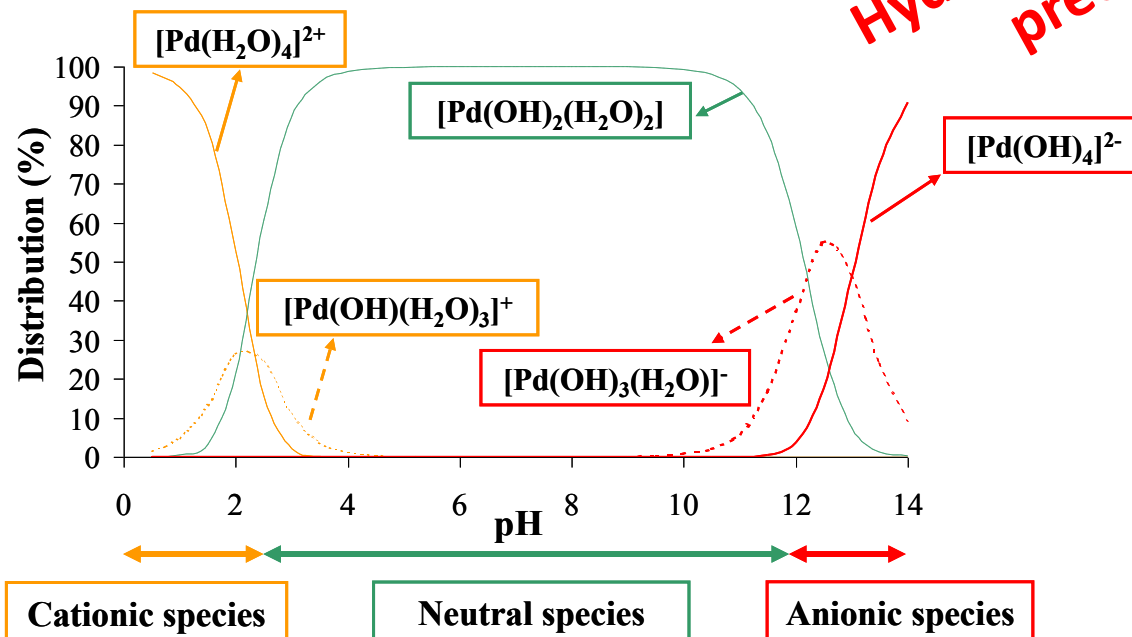 [Pd(H₂O)₄]²⁺
100
90
80
70
60
50
40
30
20
10
0
Distribution (%)
[Pd(OH)₂(H₂O)₂]
[Pd(OH)₄]²⁻
[Pd(OH)(H₂O)₃]⁺
[Pd(OH)₃(H₂O)]⁻
0 2 4 6 8 10 12 14
pH
Cationic species Neutral species Anionic species